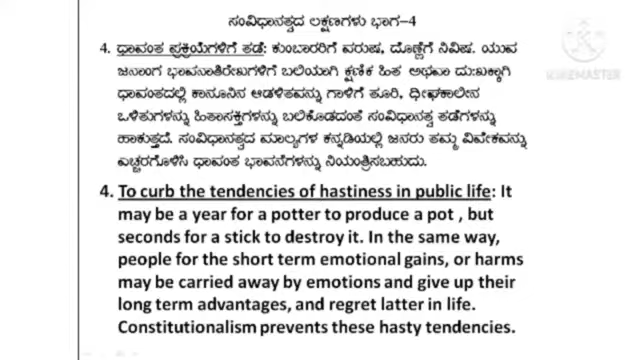 ಸಂವಿಧಾನತ್ವದ ಲಕ್ಷಣಗಳು ಭಾಗ-4
4. ಧಾವಂತ ಪ್ರಕ್ರಿಯೆಗಳಿಗೆ ತಡೆ: ಕುಂಬಾರರಿಗೆ ವರುಷ, ದೊಣ್ಣೆಗೆ ನಿವಿಷ. ಯುವ
ಜನಾಂಗ ಭಾವನಾತಿರೇಖಗಳಿಗೆ ಬಲಿಯಾಗಿ ಕ್ಷಣಿಕ ಹಿತ ಅಥವಾ ದುಃಖಕ್ಕಾಗಿ
ಧಾವಂತದಲ್ಲಿ ಕಾನೂನಿನ ಆಡಳಿತವನ್ನು ಗಾಳಿಗೆ ತೂರಿ, ಧೀರ್ಘಕಾಲೀನ
ಒಳಿತುಗಳನ್ನು ಹಿತಾಸಕ್ತಿಗಳನ್ನು ಬಲಿಕೊಡದಂತೆ ಸಂವಿಧಾನತ್ವ ತಡೆಗಳನ್ನು
ಹಾಕುತ್ತದೆ. ಸಂವಿಧಾನತ್ವದ ಮಾಲ್ಯಗಳ ಕನ್ನಡಿಯಲ್ಲಿ ಜನರು ತಮ್ಮ ವಿವೇಕವನ್ನು
ಎಚ್ಚರಗೊಳಿಸಿ ಧಾವಂತ ಭಾವನೆಗಳನ್ನು ನಿಯಂತ್ರಿಸಬಹುದು.
4. To curb the tendencies of hastiness in public life: It
may be a year for a potter to produce a pot , but
seconds for a stick to destroy it. In the same way,
people for the short term emotional gains, or harms
may be carried away by emotions and give up their
long term advantages, and regret latter in life.
Constitutionalism prevents these hasty tendencies.
KINEMASTER